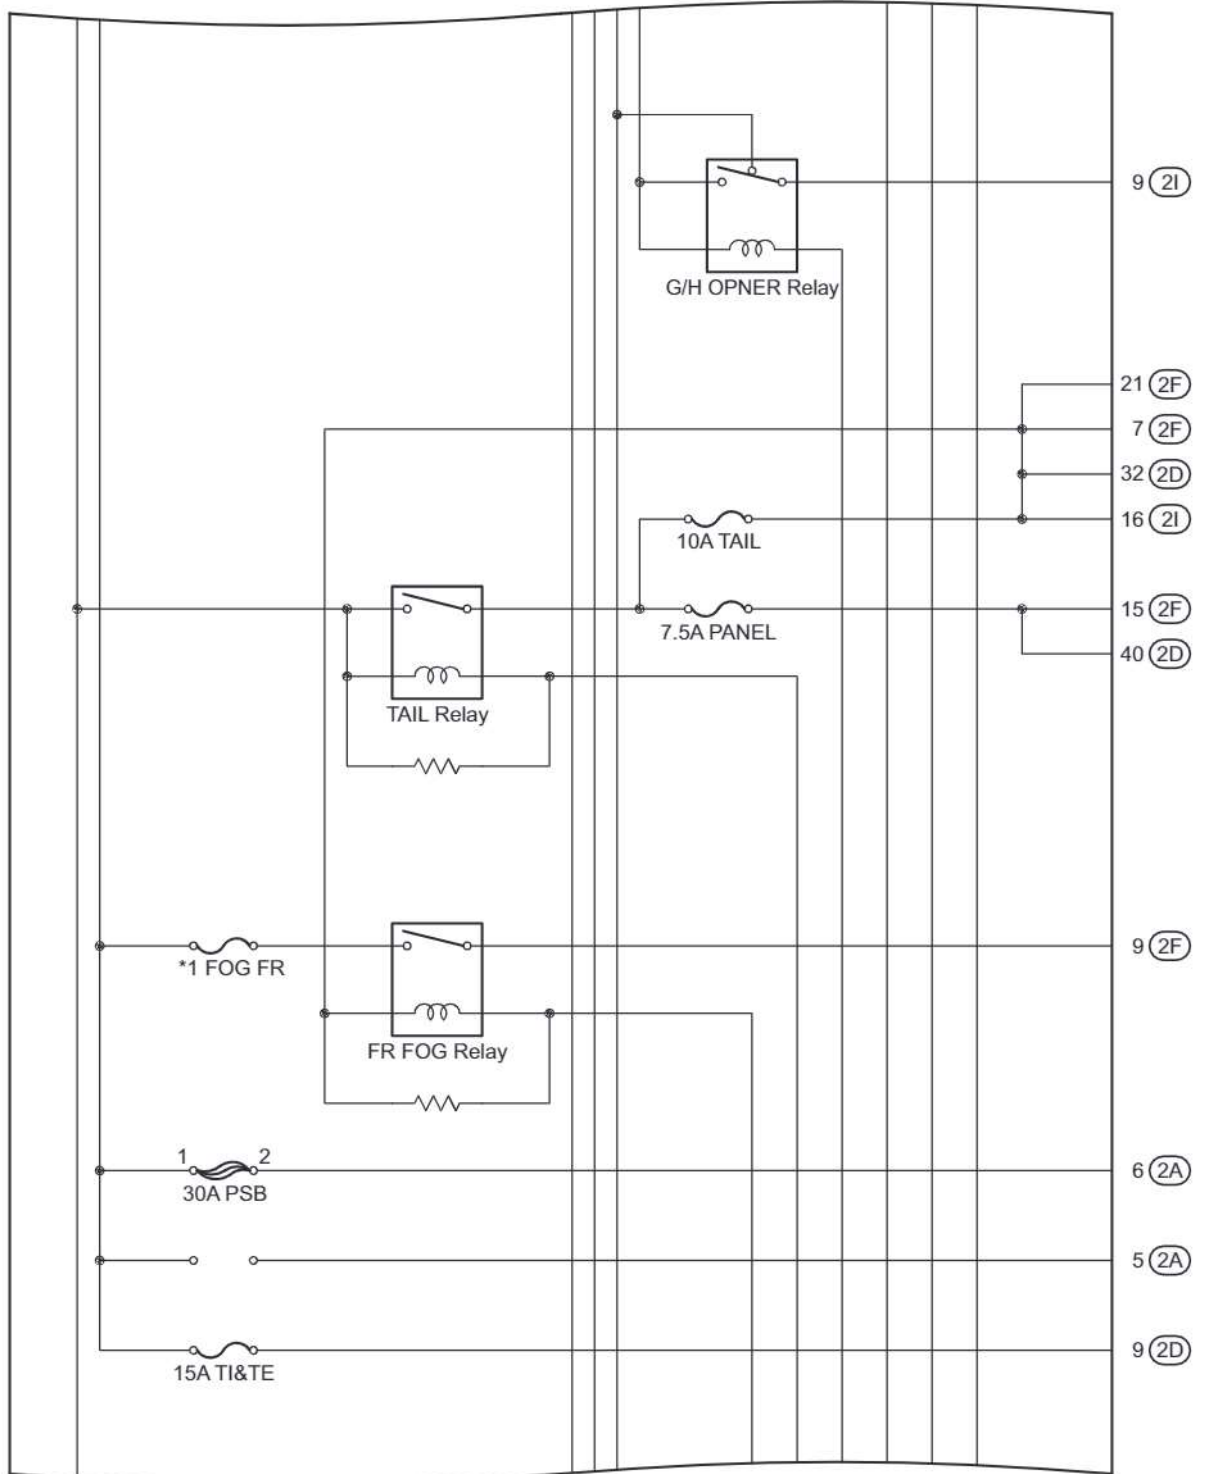 9 2I
G/H OPNER Relay
21 2F
7 2F
32 2D
16 2I
10A TAIL
15 2F
7.5A PANEL
40 2D
TAIL Relay
9 2F
*1 FOG FR
FR FOG Relay
1 2
6 2A
30A PSB
5 2A
9 2D
15A TI&TE